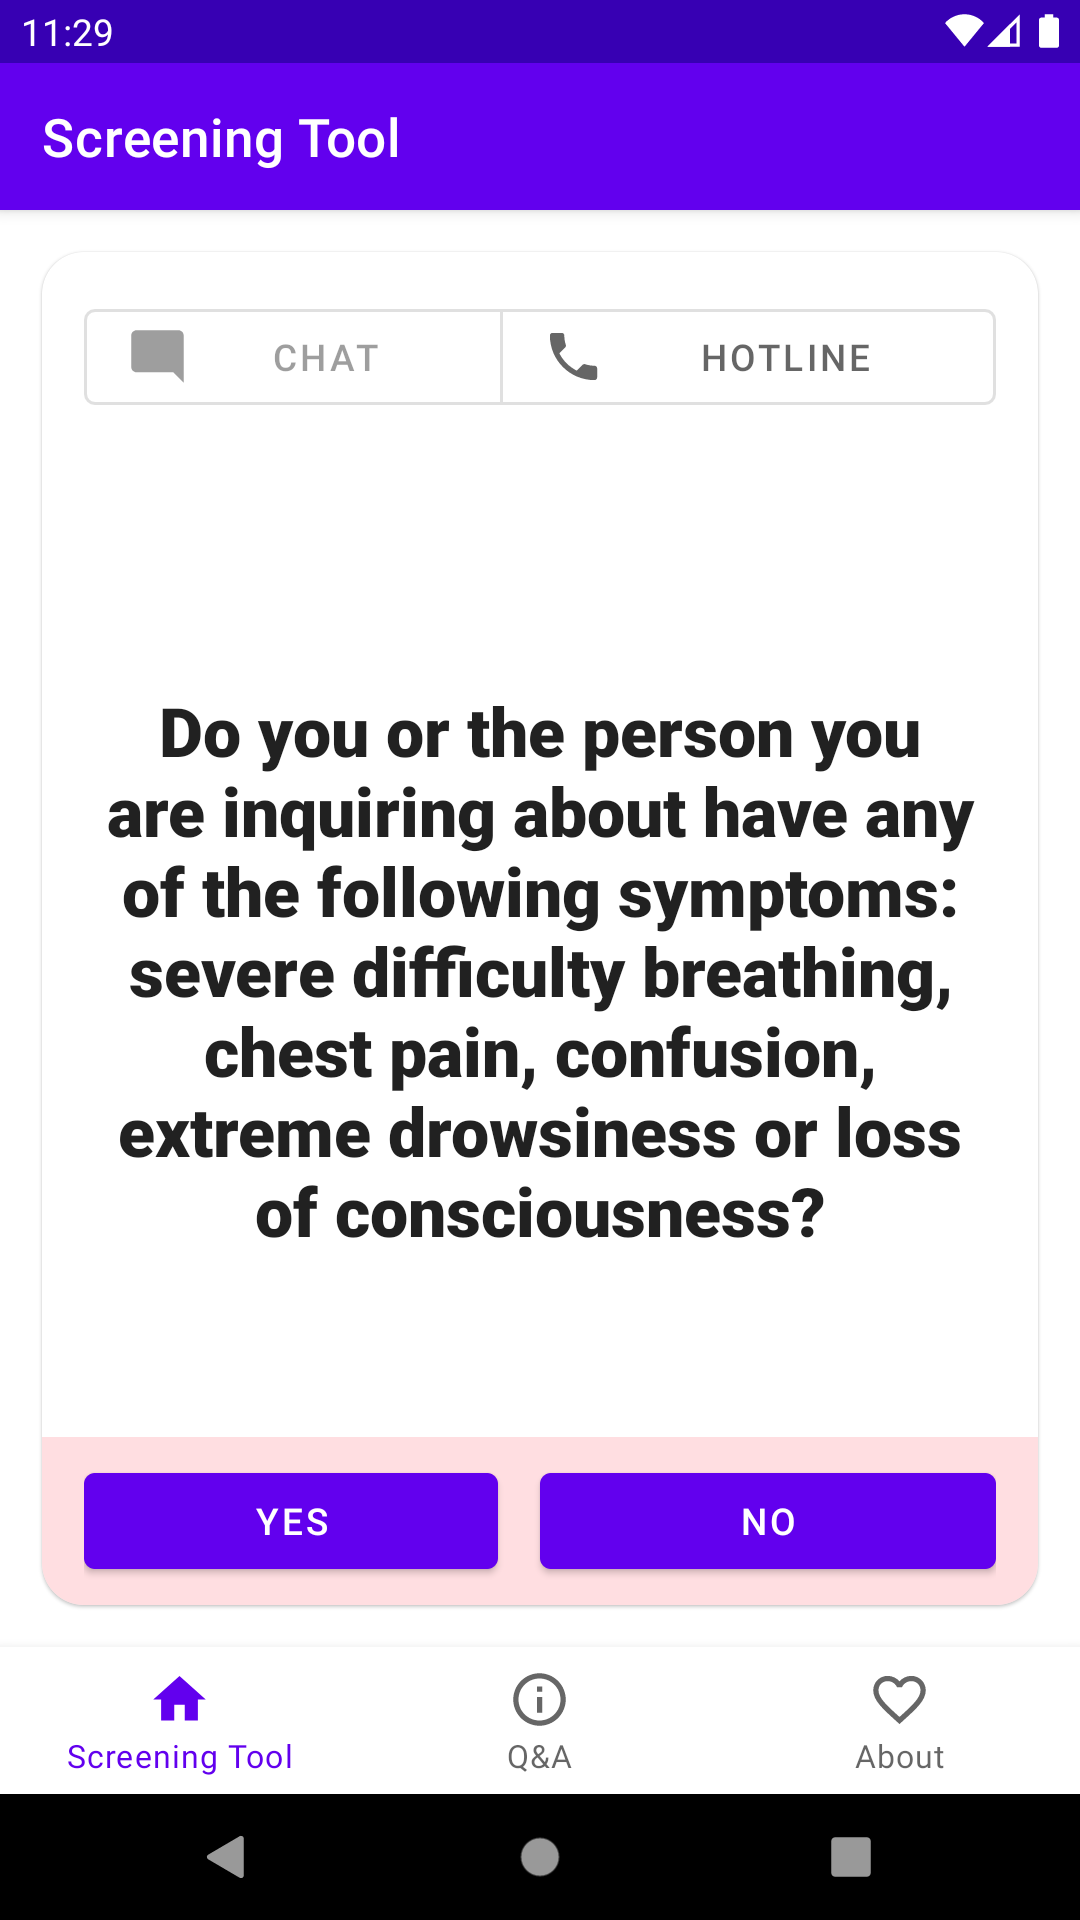 11:29
Screening Tool
CHAT
HOTLINE
Do you or the person you
are inquiring about have any
of the following symptoms:
severe difficulty breathing,
chest pain, confusion,
extreme drowsiness or loss
of consciousness?
YES
NO
Screening Tool
Q&A
About